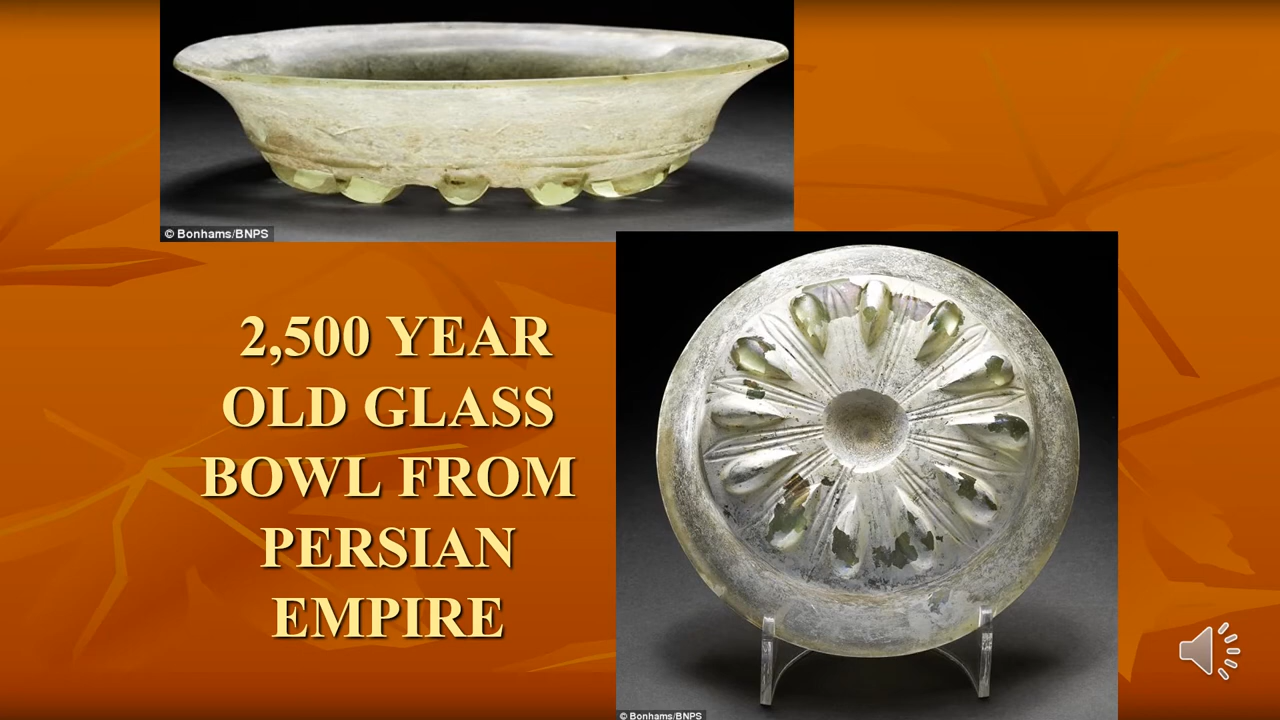 © Bonhams/BNPS
2,500 YEAR
OLD GLASS
BOWL FROM
PERSIAN
EMPIRE
© Bonhams/BNPS